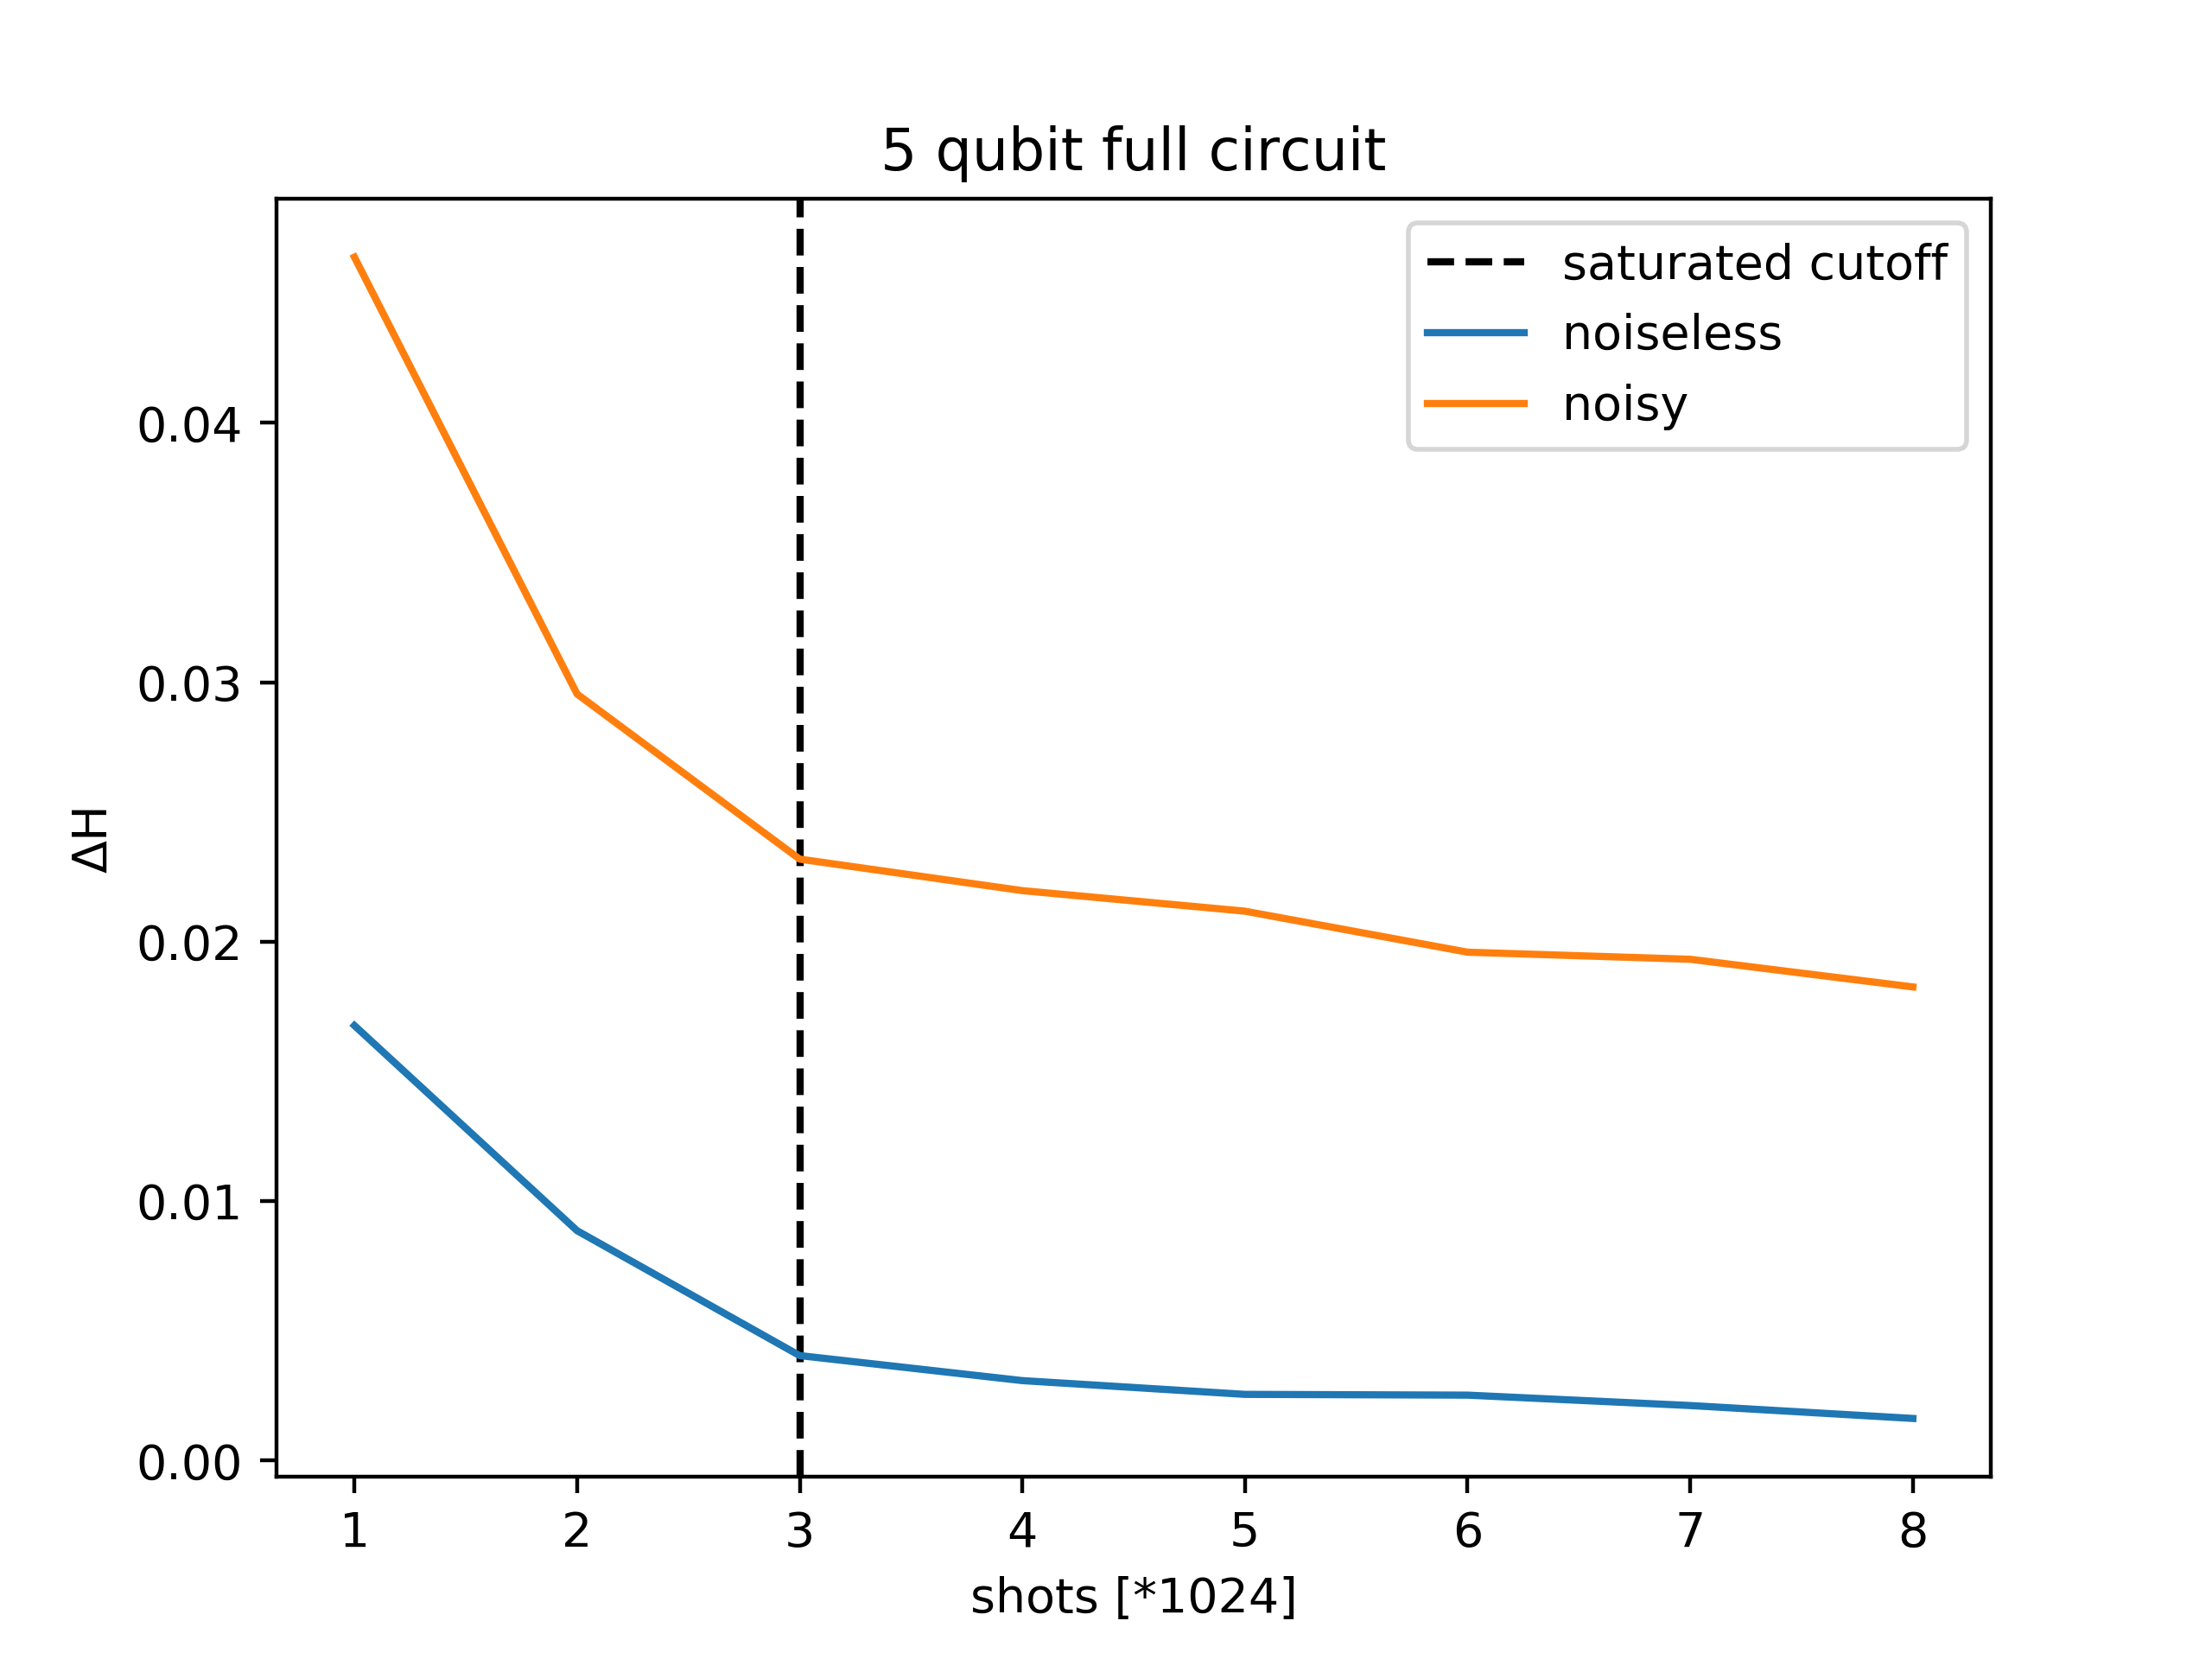 5 qubit full circuit
saturated cutoff
noiseless
noisy
0.04
0.03
0.02
0.01
0.00
ΔH
1 2 3 4 5 6 7 8
shots [*1024]